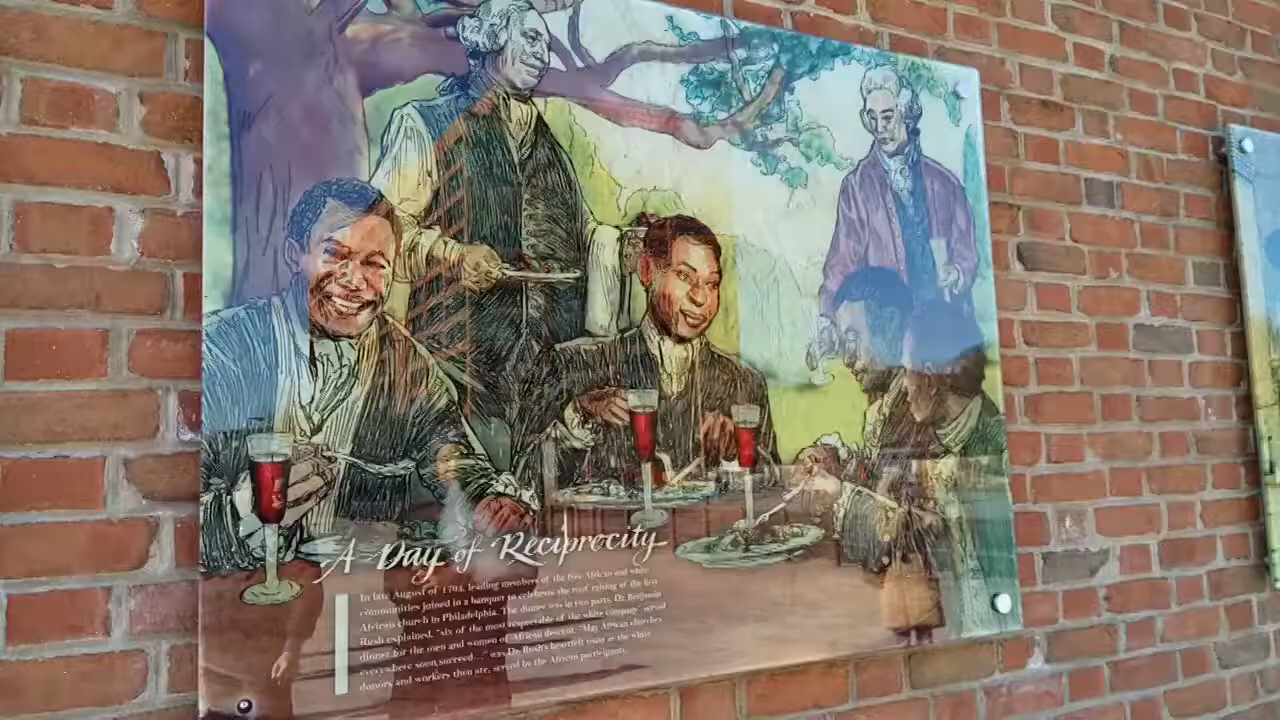 A Day of Reciprocity
In late August of 1793, leading members of the free African and white
communities joined in a banquet to celebrate the roof raising of the first
African church in Philadelphia. The dinner was in two parts. Dr. Benjamin
Rush explained, "six of the most respectable of the white company" served
dinner for the men and women of African descent. "May African churches
everywhere soon succeed..." was Dr. Rush's heartfelt toast as the white
donors and workers then ate, served by the African participants.